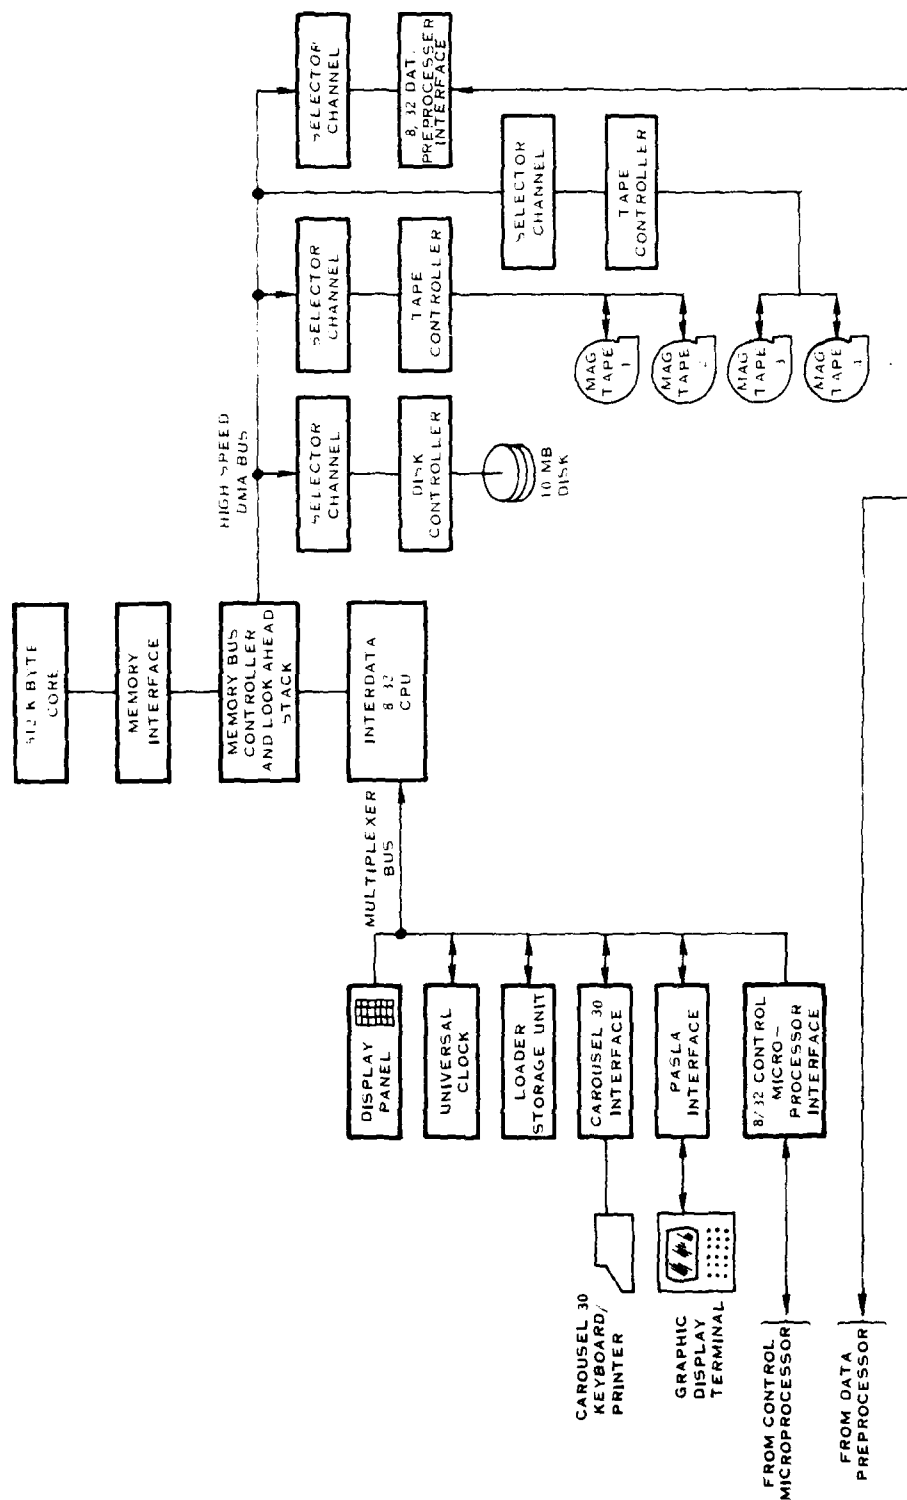 512 K BYTE
CORE
MEMORY
INTERFACE
MEMORY BUS
CONTROLLER
AND LOOK AHEAD
STACK
INTERDATA
8 32
CPU
HIGH SPEED
DMA BUS
SELECTOR
CHANNEL
DISK
CONTROLLER
10 MB
DISK
SELECTOR
CHANNEL
TAPE
CONTROLLER
MAG
TAPE
1
MAG
TAPE
2
SELECTOR
CHANNEL
TAPE
CONTROLLER
MAG
TAPE
3
MAG
TAPE
4
SELECTOR
CHANNEL
8, 32 DAT.
PREPROCESSER
INTERFACE
MULTIPLEXER
BUS
DISPLAY
PANEL
UNIVERSAL
CLOCK
LOADER
STORAGE UNIT
CAROUSEL 30
INTERFACE
PASLA
INTERFACE
8/32 CONTROL
MICRO-
PROCESSOR
INTERFACE
CAROUSEL 30
KEYBOARD/
PRINTER
GRAPHIC
DISPLAY
TERMINAL
FROM CONTROL
MICROPROCESSOR
FROM DATA
PREPROCESSOR